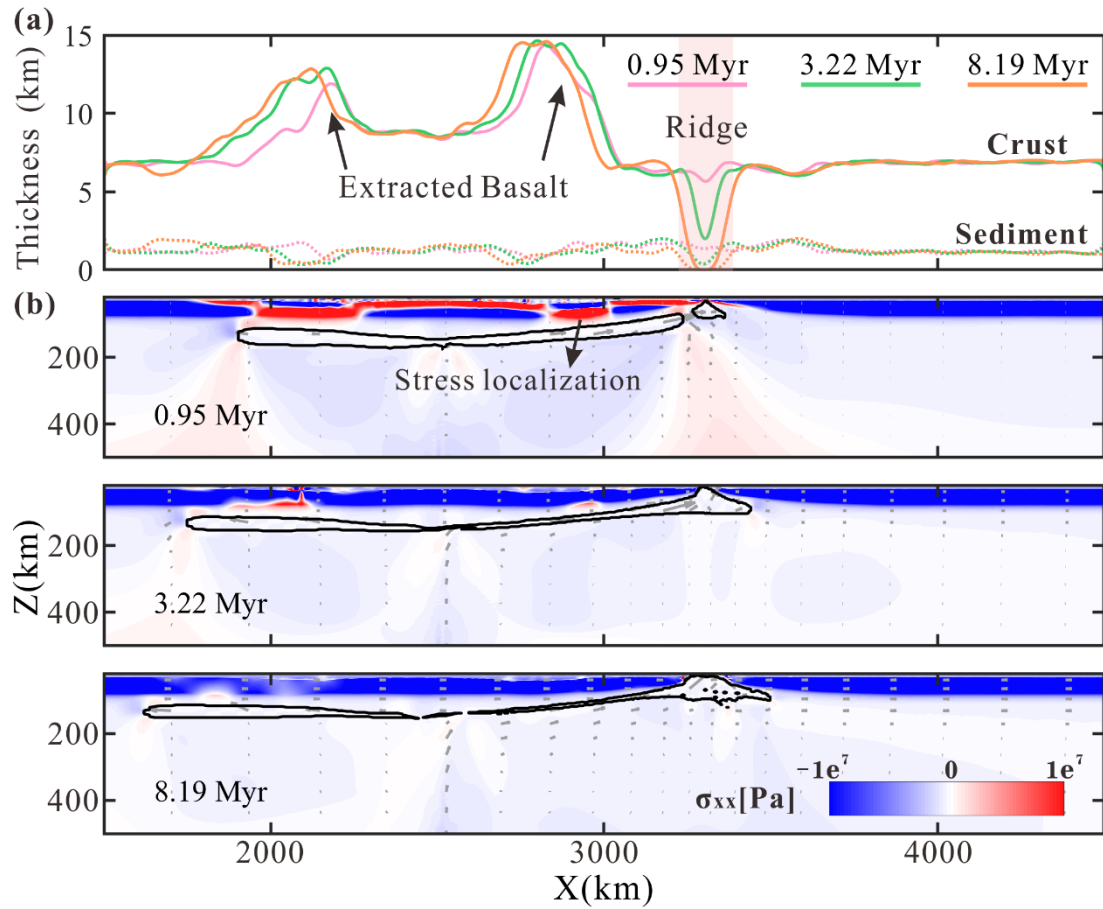 (a)
15
10
5
0
Thickness (km)
0.95 Myr
3.22 Myr
8.19 Myr
Ridge
Crust
Extracted Basalt
Sediment
(b)
200
400
Stress localization
0.95 Myr
200
400
3.22 Myr
Z(km)
200
400
8.19 Myr
−1e⁷
0
1e⁷
σxx[Pa]
2000
3000
4000
X(km)